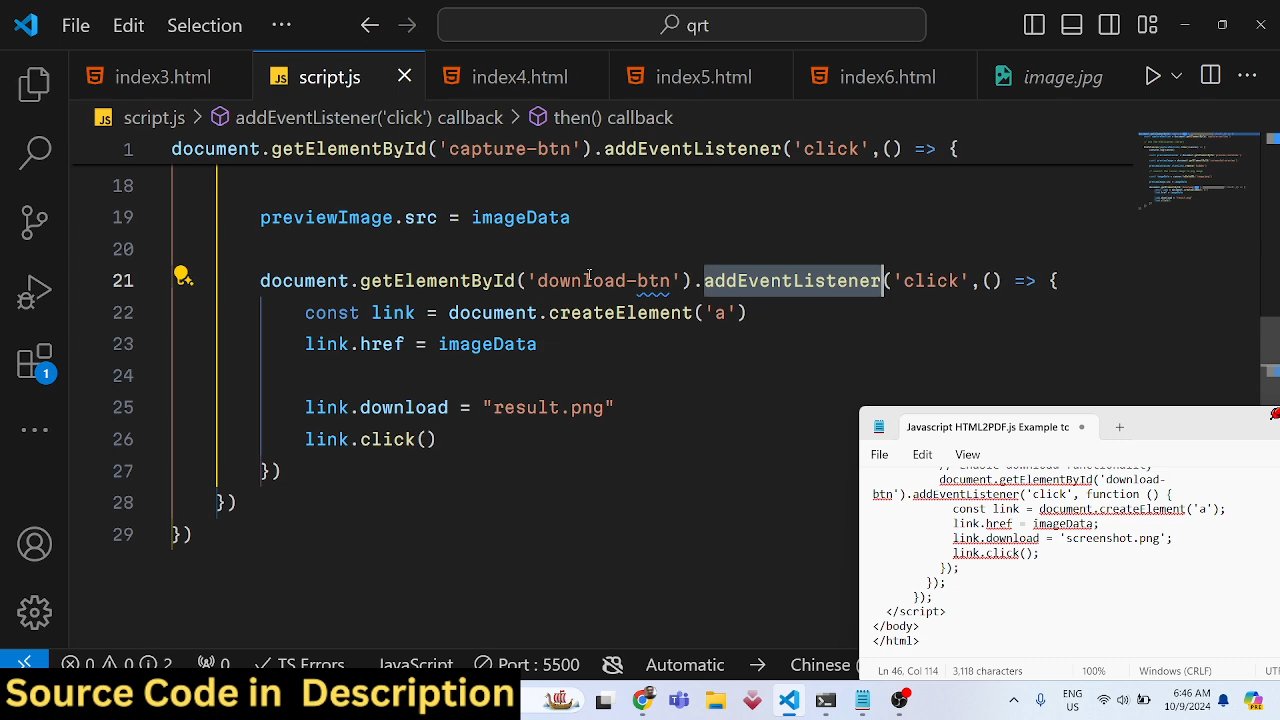 File Edit Selection ··· qrt
index3.html script.js index4.html index5.html index6.html image.jpg
script.js > addEventListener('click') callback > then() callback
1 document.getElementById('capture-btn').addEventListener('click',() => {
18
19 previewImage.src = imageData
20
21 document.getElementById('download-btn').addEventListener('click',() => {
22 const link = document.createElement('a')
23 link.href = imageData
24
25 link.download = "result.png"
26 link.click()
27 })
28 })
29 })
1
Javascript HTML2PDF.js Example tc
File Edit View
document.getElementById('download-
btn').addEventListener('click', function () {
const link = document.createElement('a');
link.href = imageData;
link.download = 'screenshot.png';
link.click();
});
});
});
</script>
</body>
</html>
Ln 46, Col 114 3,118 characters 100% Windows (CRLF) UT
0 0 2 0 TS Errors JavaScript Port : 5500 Automatic Chinese
Source Code in Description
ENG
US
6:46 AM
10/9/2024